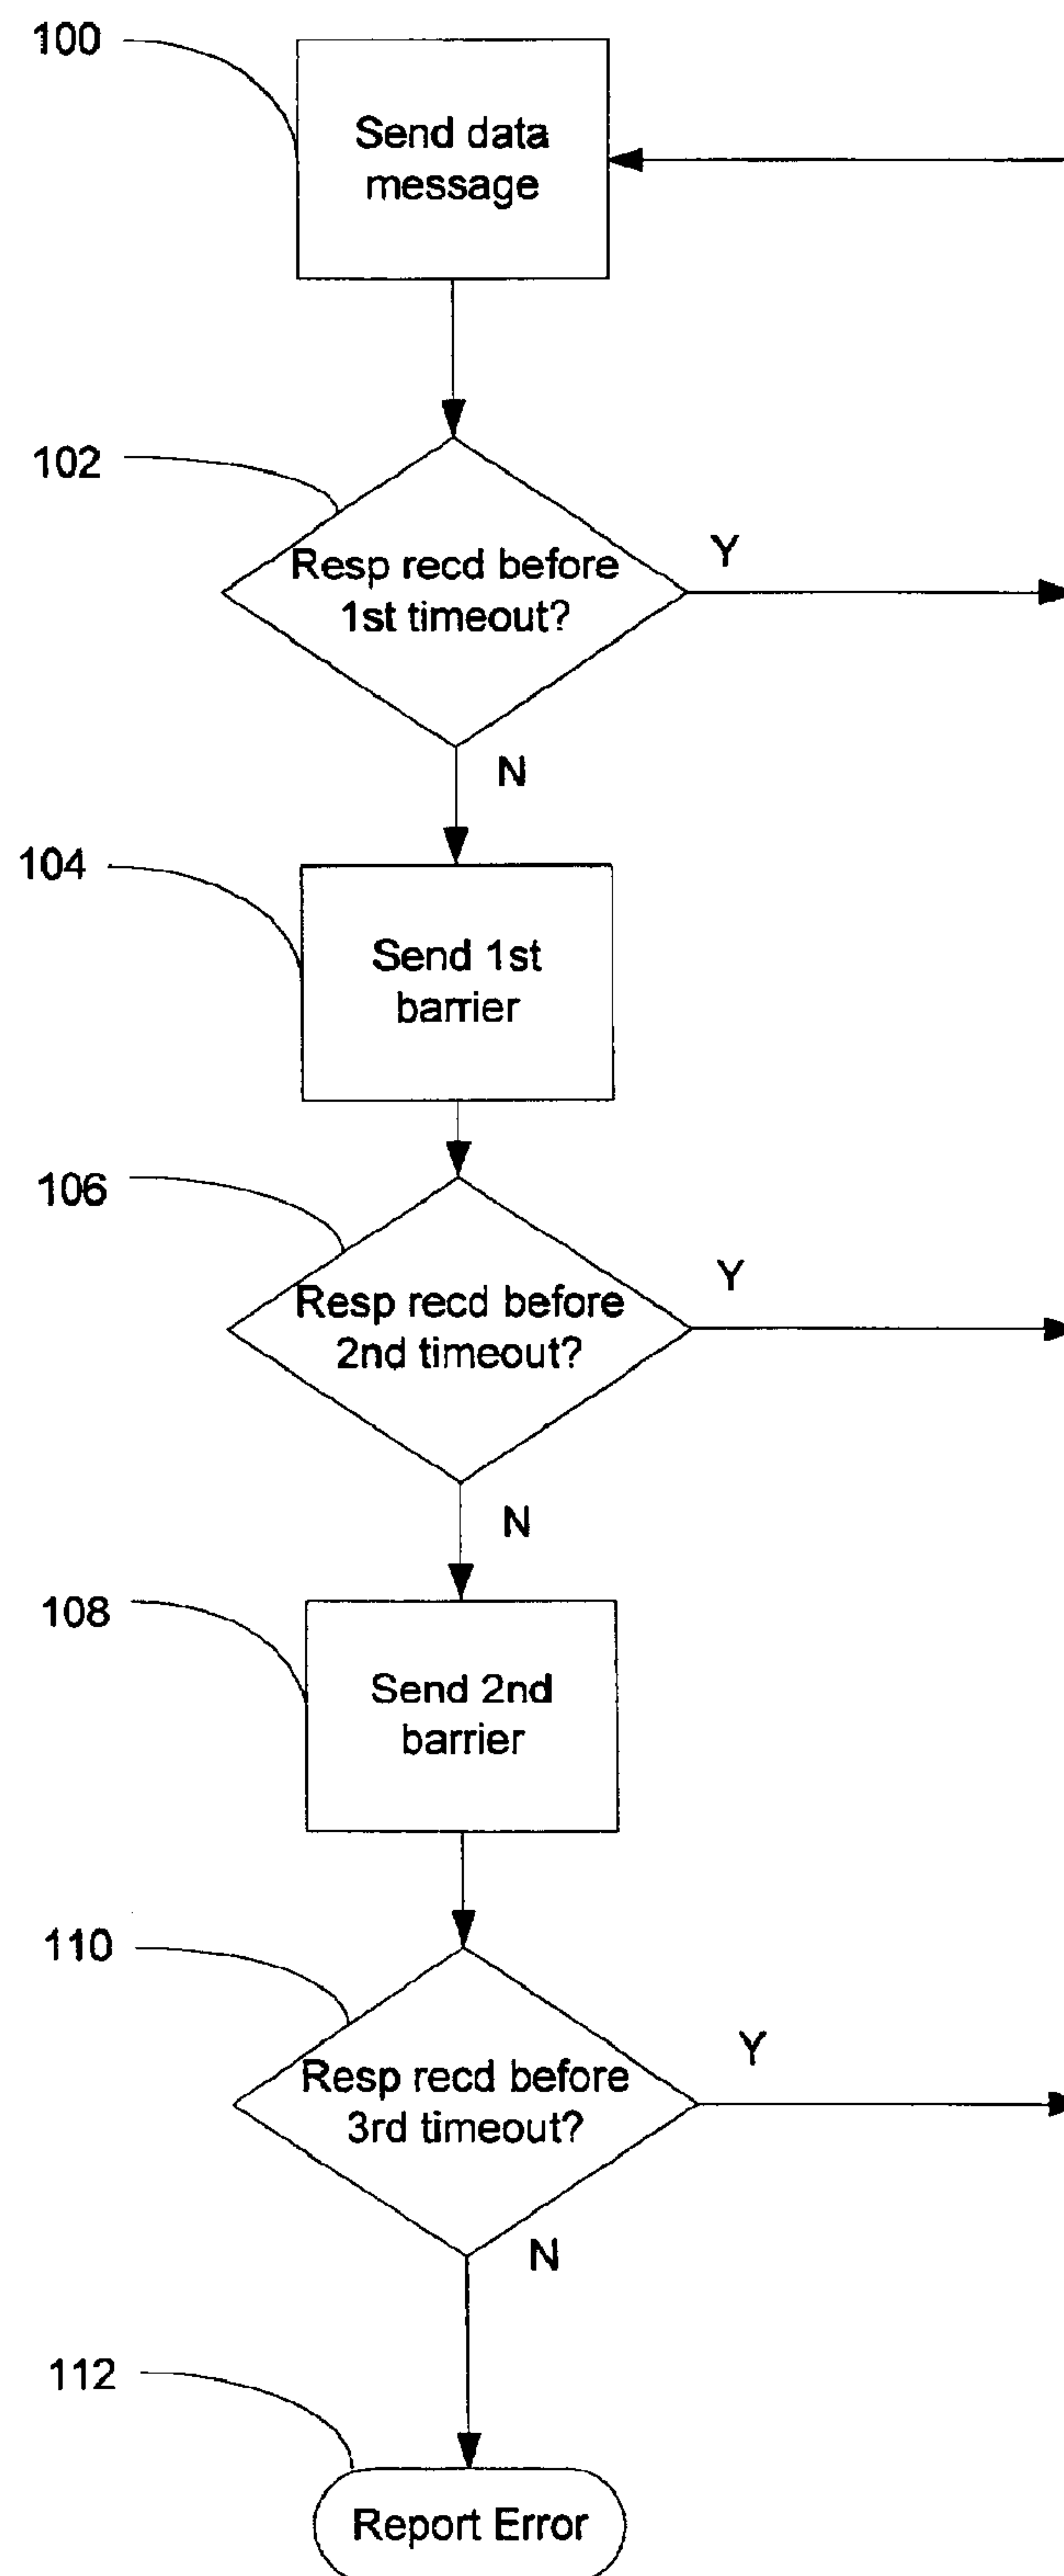 100
Send data
message
102
Resp recd before
1st timeout?
Y
N
104
Send 1st
barrier
106
Resp recd before
2nd timeout?
Y
N
108
Send 2nd
barrier
110
Resp recd before
3rd timeout?
Y
N
112
Report Error